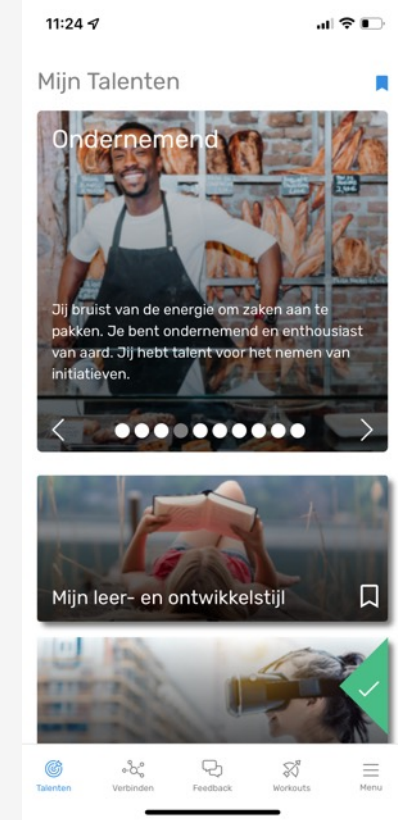 11:24
Mijn Talenten
Ondernemend
Jij bruist van de energie om zaken aan te
pakken. Je bent ondernemend en enthousiast
van aard. Jij hebt talent voor het nemen van
initiatieven.
Mijn leer- en ontwikkelstijl
Talenten
Verbinden
Feedback
Workouts
Menu